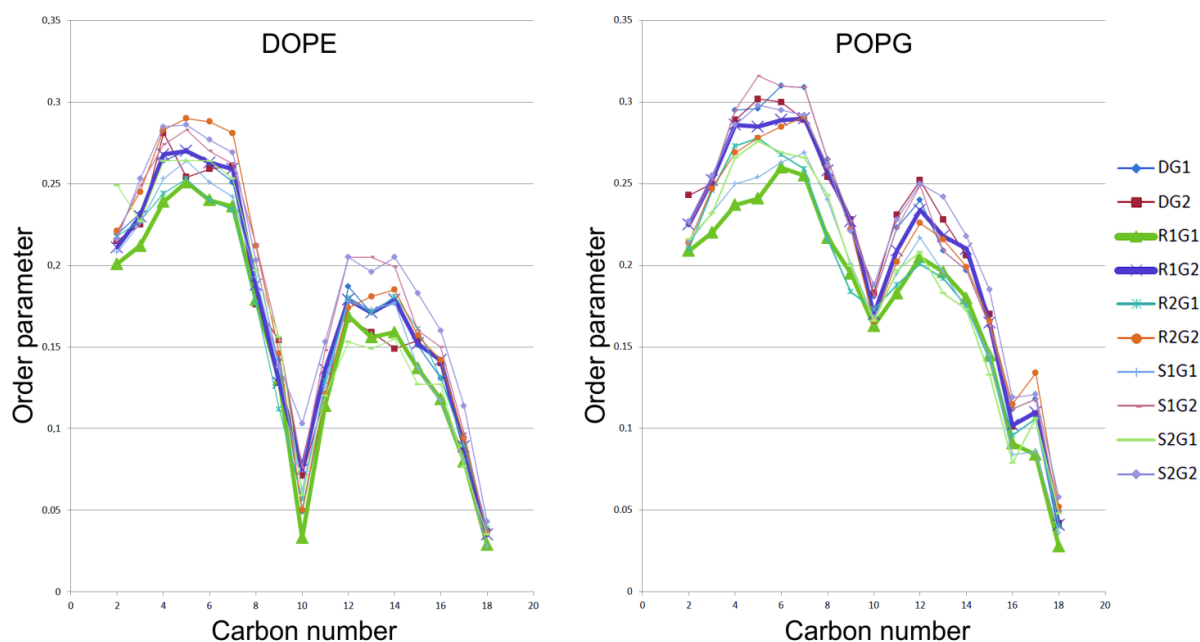 DOPE
POPG
0,35
0,3
0,25
0,2
0,15
0,1
0,05
0
0 2 4 6 8 10 12 14 16 18 20
Order parameter
Carbon number
0,35
0,3
0,25
0,2
0,15
0,1
0,05
0
0 2 4 6 8 10 12 14 16 18 20
Order parameter
Carbon number
DG1
DG2
R1G1
R1G2
R2G1
R2G2
S1G1
S1G2
S2G1
S2G2